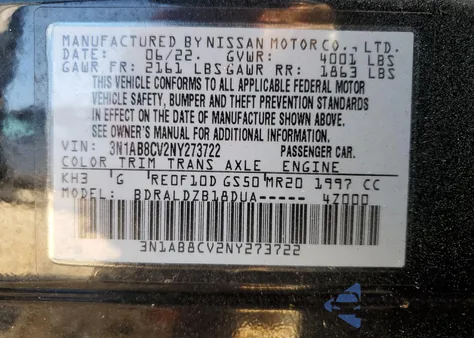 MANUFACTURED BY NISSAN MOTOR CO., LTD.
DATE: 06/22. GVWR: 4001 LBS
GAWR FR: 2161 LBS GAWR RR: 1863 LBS
THIS VEHICLE CONFORMS TO ALL APPLICABLE FEDERAL MOTOR
VEHICLE SAFETY, BUMPER AND THEFT PREVENTION STANDARDS
IN EFFECT ON THE DATE OF MANUFACTURE SHOWN ABOVE.
SEE OWNER'S MANUAL FOR ADDITIONAL INFORMATION.
VIN: 3N1AB8CV2NY273722 PASSENGER CAR.
COLOR TRIM TRANS AXLE ENGINE
KH3 G RE0F10D GS50 MR20 1997 CC
MODEL: BDRALDZB18DUA----- 47000
3N1AB8CV2NY273722